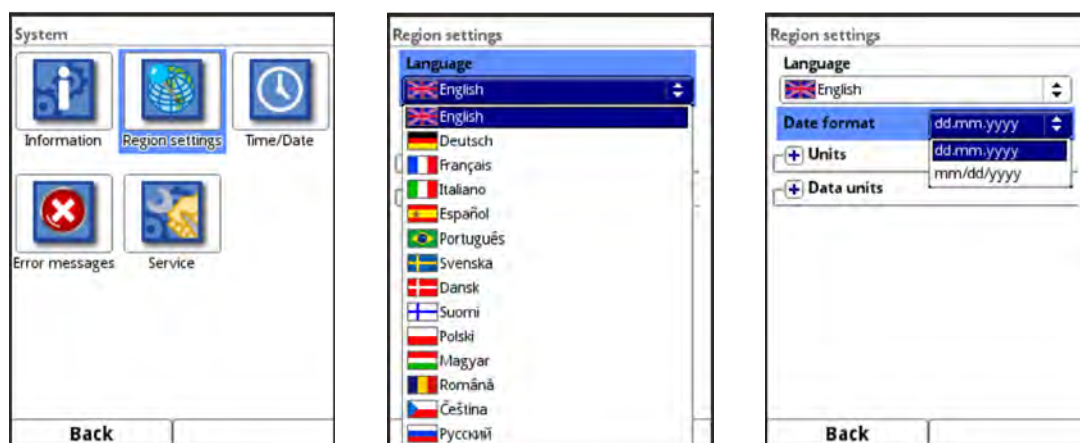 System
Information
Region settings
Time/Date
Error messages
Service
Back
Region settings
Language
English
English
Deutsch
Français
Italiano
Español
Português
Svenska
Dansk
Suomi
Polski
Magyar
Română
Čeština
Русский
Region settings
Language
English
Date format
dd.mm.yyyy
dd.mm.yyyy
mm/dd/yyyy
Units
Data units
Back